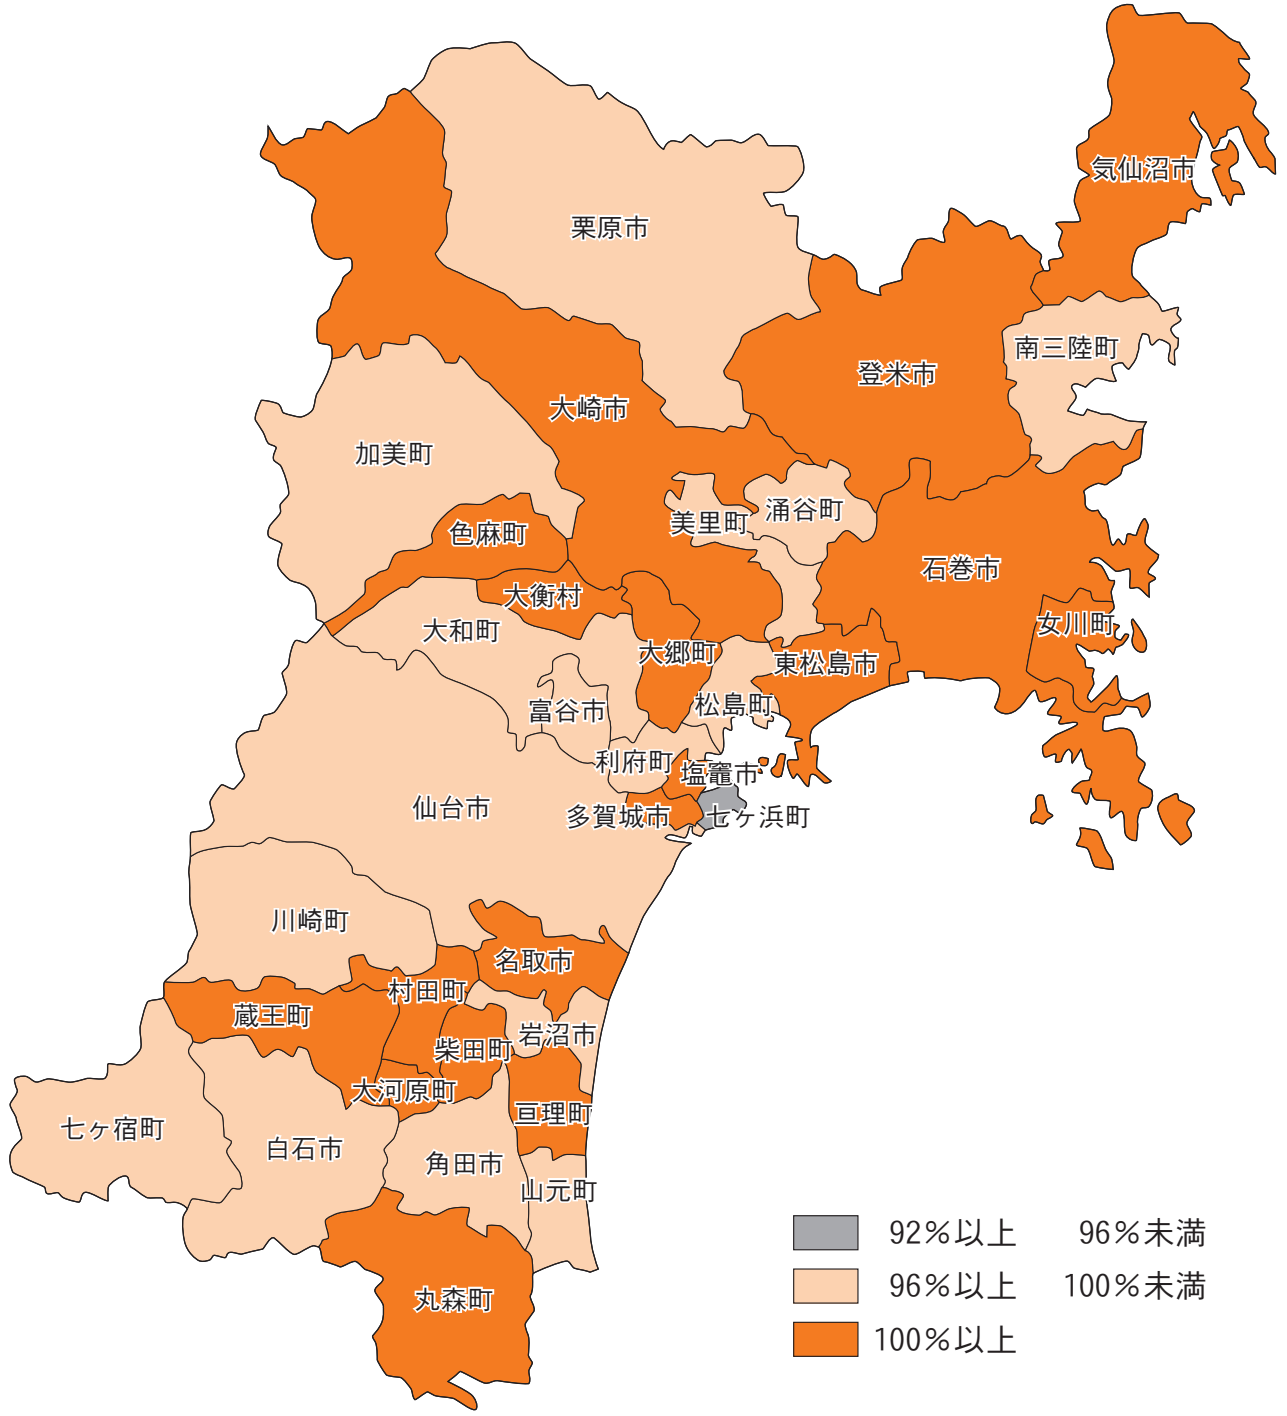 気仙沼市
栗原市
南三陸町
登米市
大崎市
加美町
涌谷町
美里町
色麻町
石巻市
大衡村
女川町
大和町
大郷町
東松島市
松島町
富谷市
利府町
塩竈市
仙台市
多賀城市
七ヶ浜町
川崎町
名取市
村田町
蔵王町
岩沼市
柴田町
大河原町
亘理町
七ヶ宿町
白石市
角田市
山元町
丸森町
92％以上 96％未満
96％以上 100％未満
100％以上